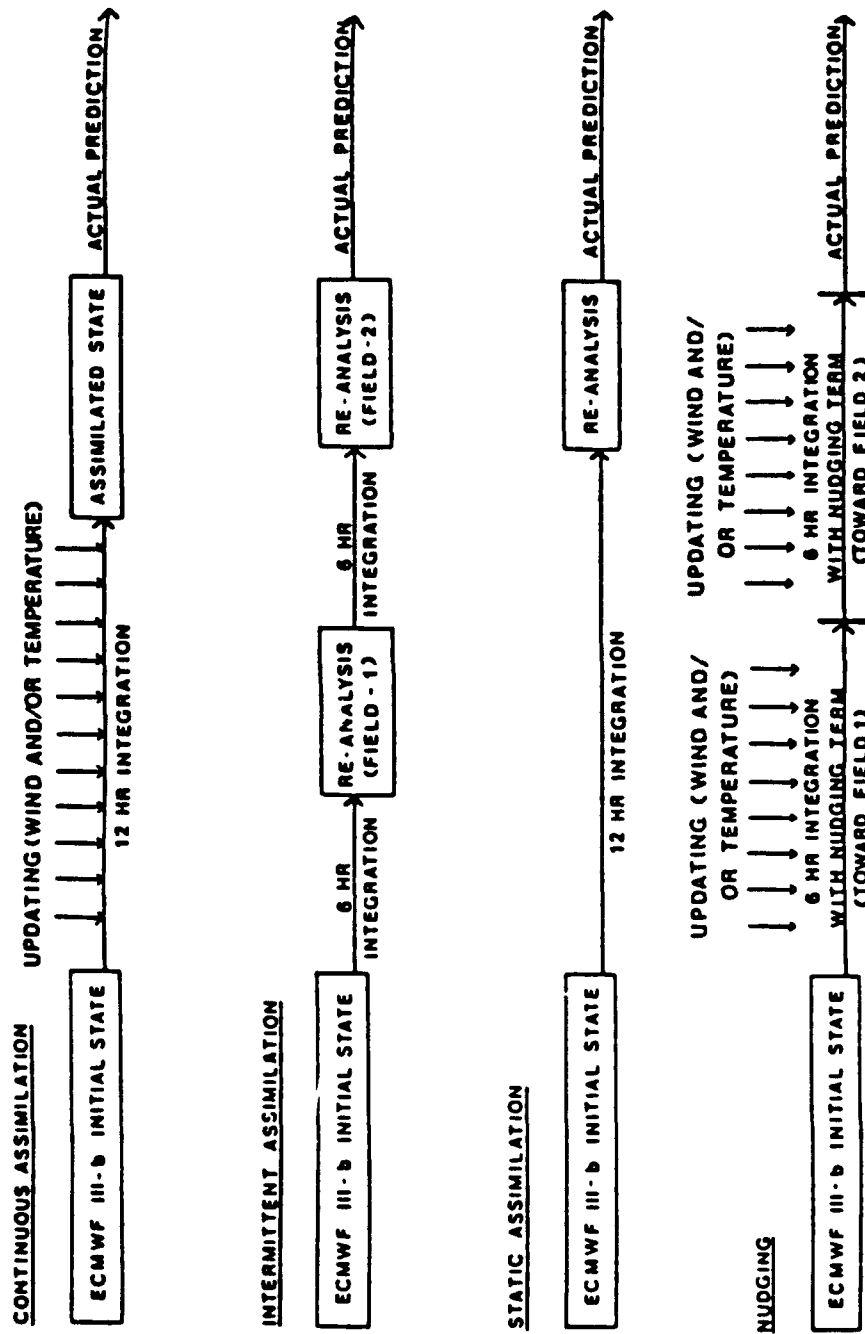 CONTINUOUS ASSIMILATION
UPDATING (WIND AND/OR TEMPERATURE)
ECMWF III-b INITIAL STATE
12 HR INTEGRATION
ASSIMILATED STATE
ACTUAL PREDICTION
INTERMITTENT ASSIMILATION
ECMWF III-b INITIAL STATE
6 HR
INTEGRATION
RE-ANALYSIS
(FIELD-1)
6 HR
INTEGRATION
RE-ANALYSIS
(FIELD-2)
ACTUAL PREDICTION
STATIC ASSIMILATION
ECMWF III-b INITIAL STATE
12 HR INTEGRATION
RE-ANALYSIS
ACTUAL PREDICTION
NUDGING
ECMWF III-b INITIAL STATE
UPDATING (WIND AND/
OR TEMPERATURE)
6 HR INTEGRATION
WITH NUDGING TERM
(TOWARD FIELD 1)
UPDATING (WIND AND/
OR TEMPERATURE)
6 HR INTEGRATION
WITH NUDGING TERM
(TOWARD FIELD 2)
ACTUAL PREDICTION